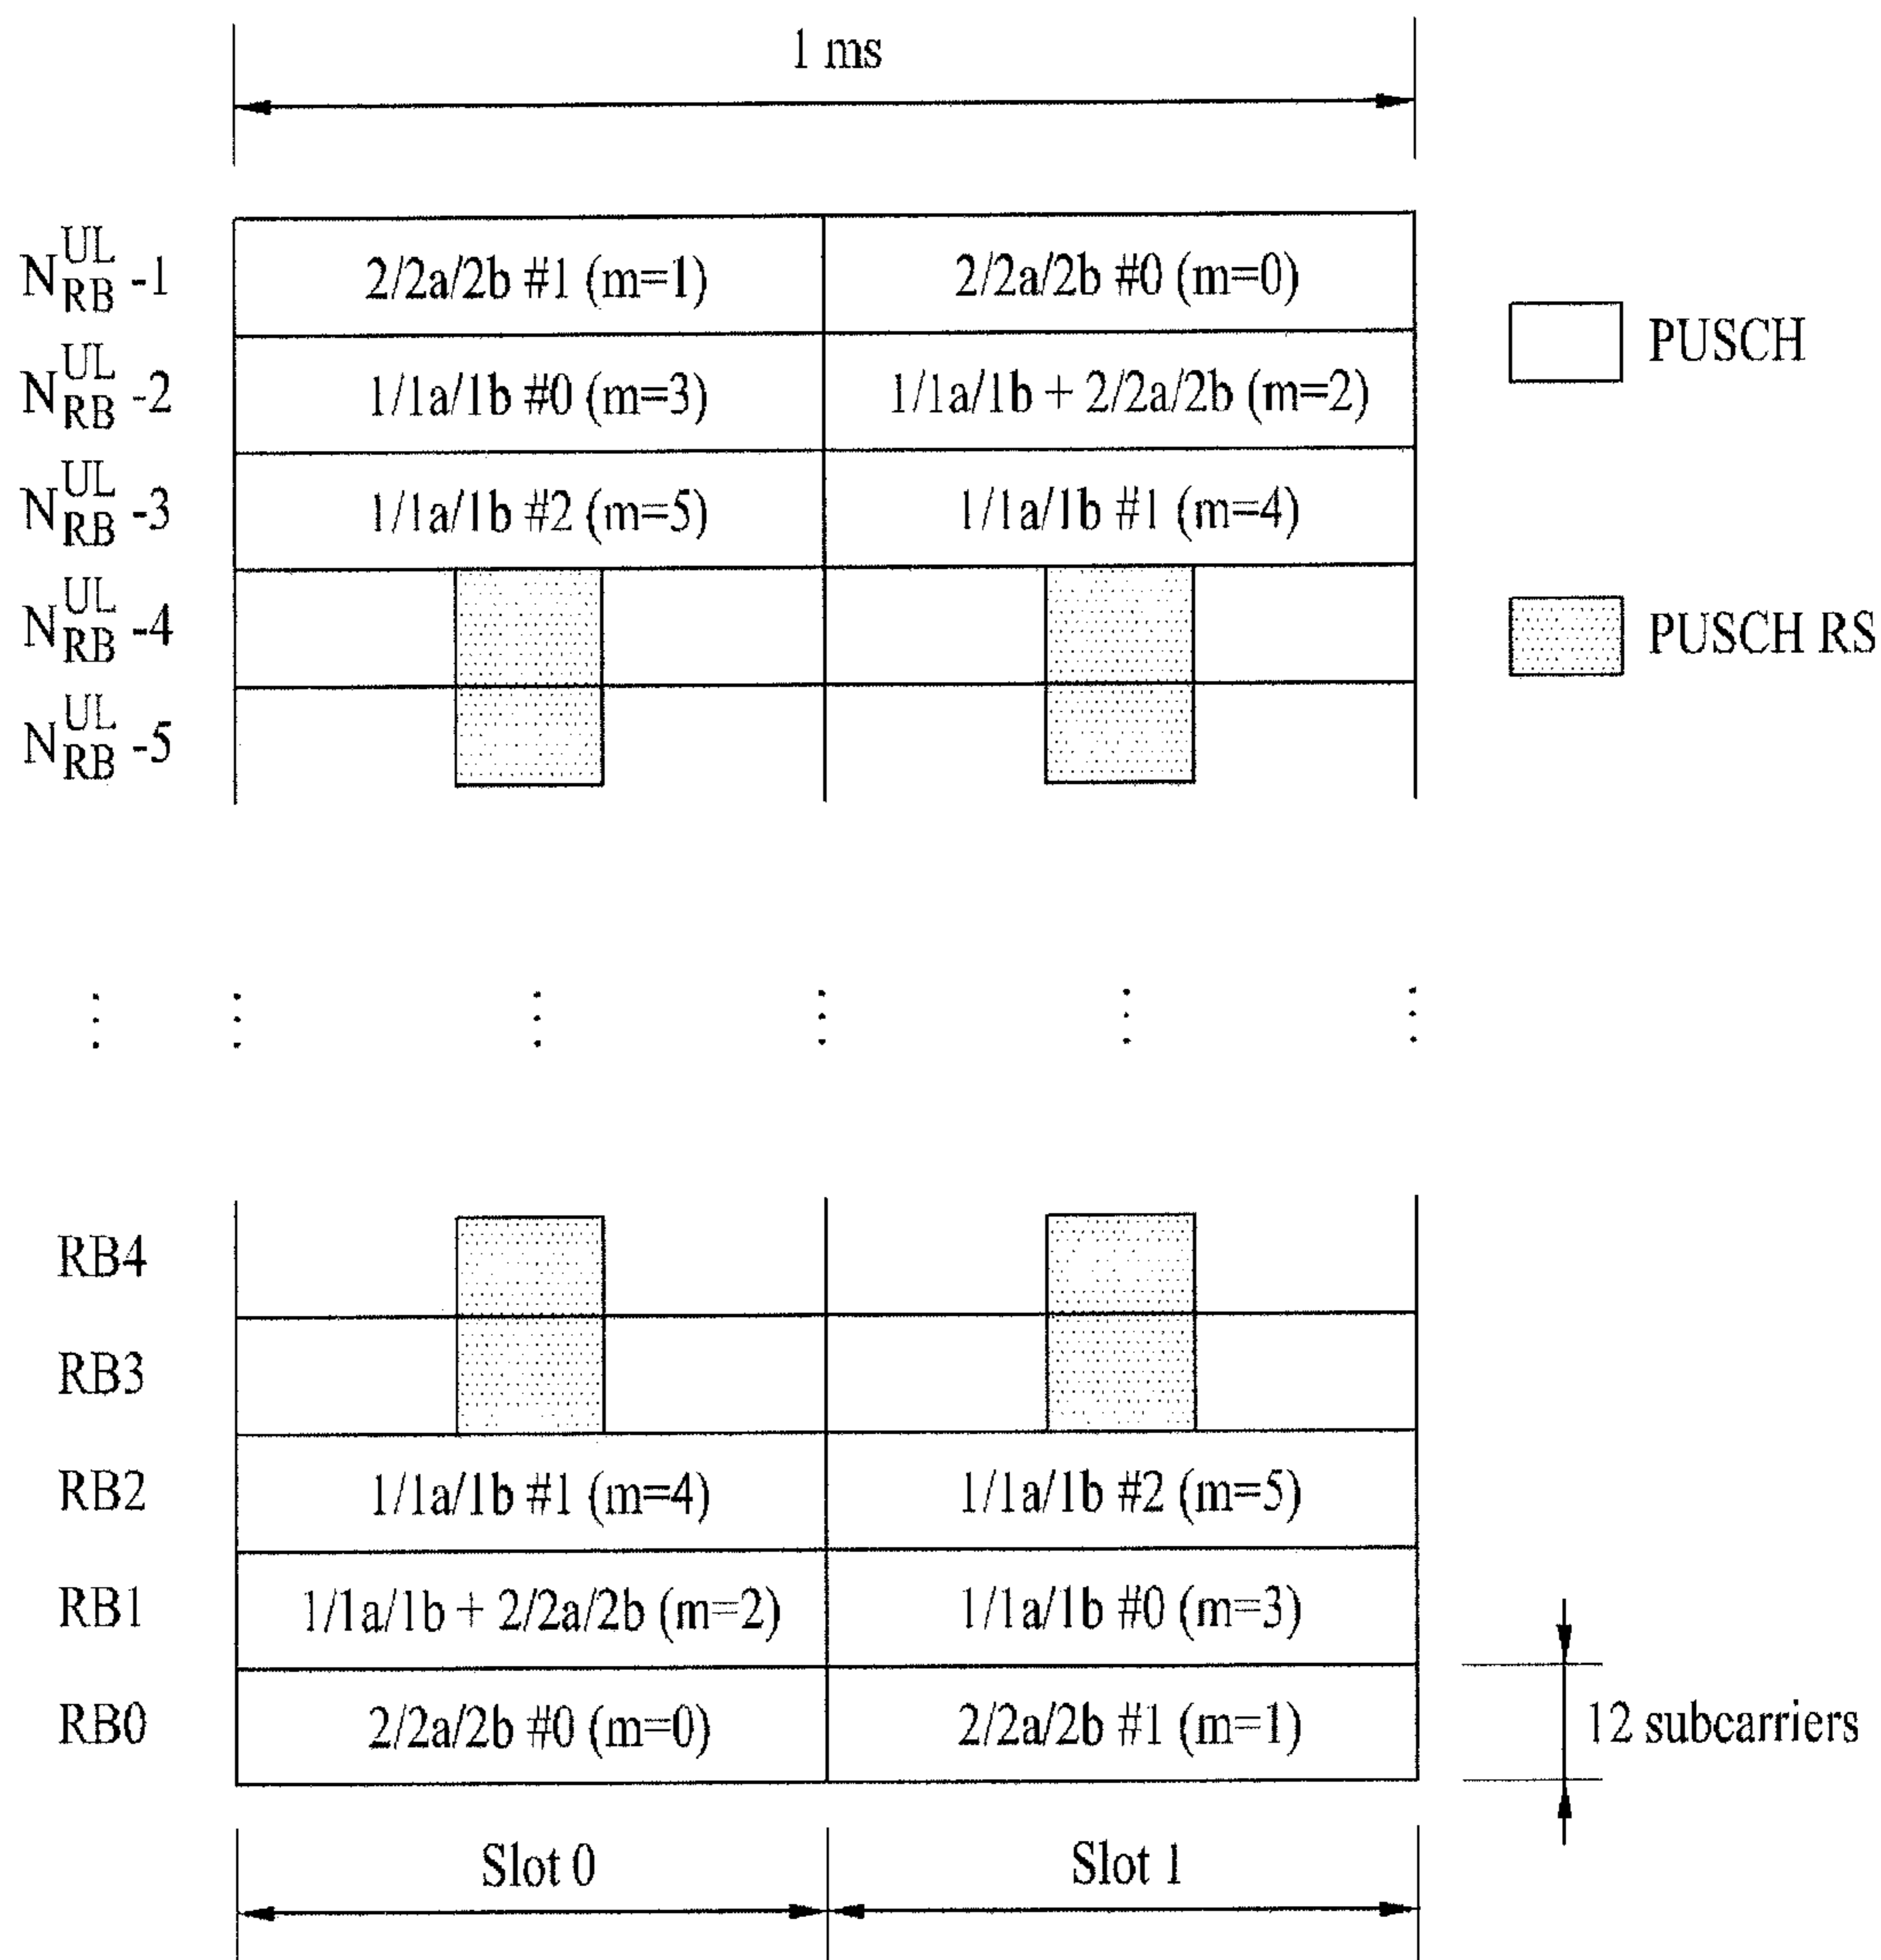 1 ms
N_RB^UL -1
2/2a/2b #1 (m=1)
2/2a/2b #0 (m=0)
PUSCH
N_RB^UL -2
1/1a/1b #0 (m=3)
1/1a/1b + 2/2a/2b (m=2)
N_RB^UL -3
1/1a/1b #2 (m=5)
1/1a/1b #1 (m=4)
N_RB^UL -4
PUSCH RS
N_RB^UL -5
RB4
RB3
RB2
1/1a/1b #1 (m=4)
1/1a/1b #2 (m=5)
RB1
1/1a/1b + 2/2a/2b (m=2)
1/1a/1b #0 (m=3)
RB0
2/2a/2b #0 (m=0)
2/2a/2b #1 (m=1)
12 subcarriers
Slot 0
Slot 1